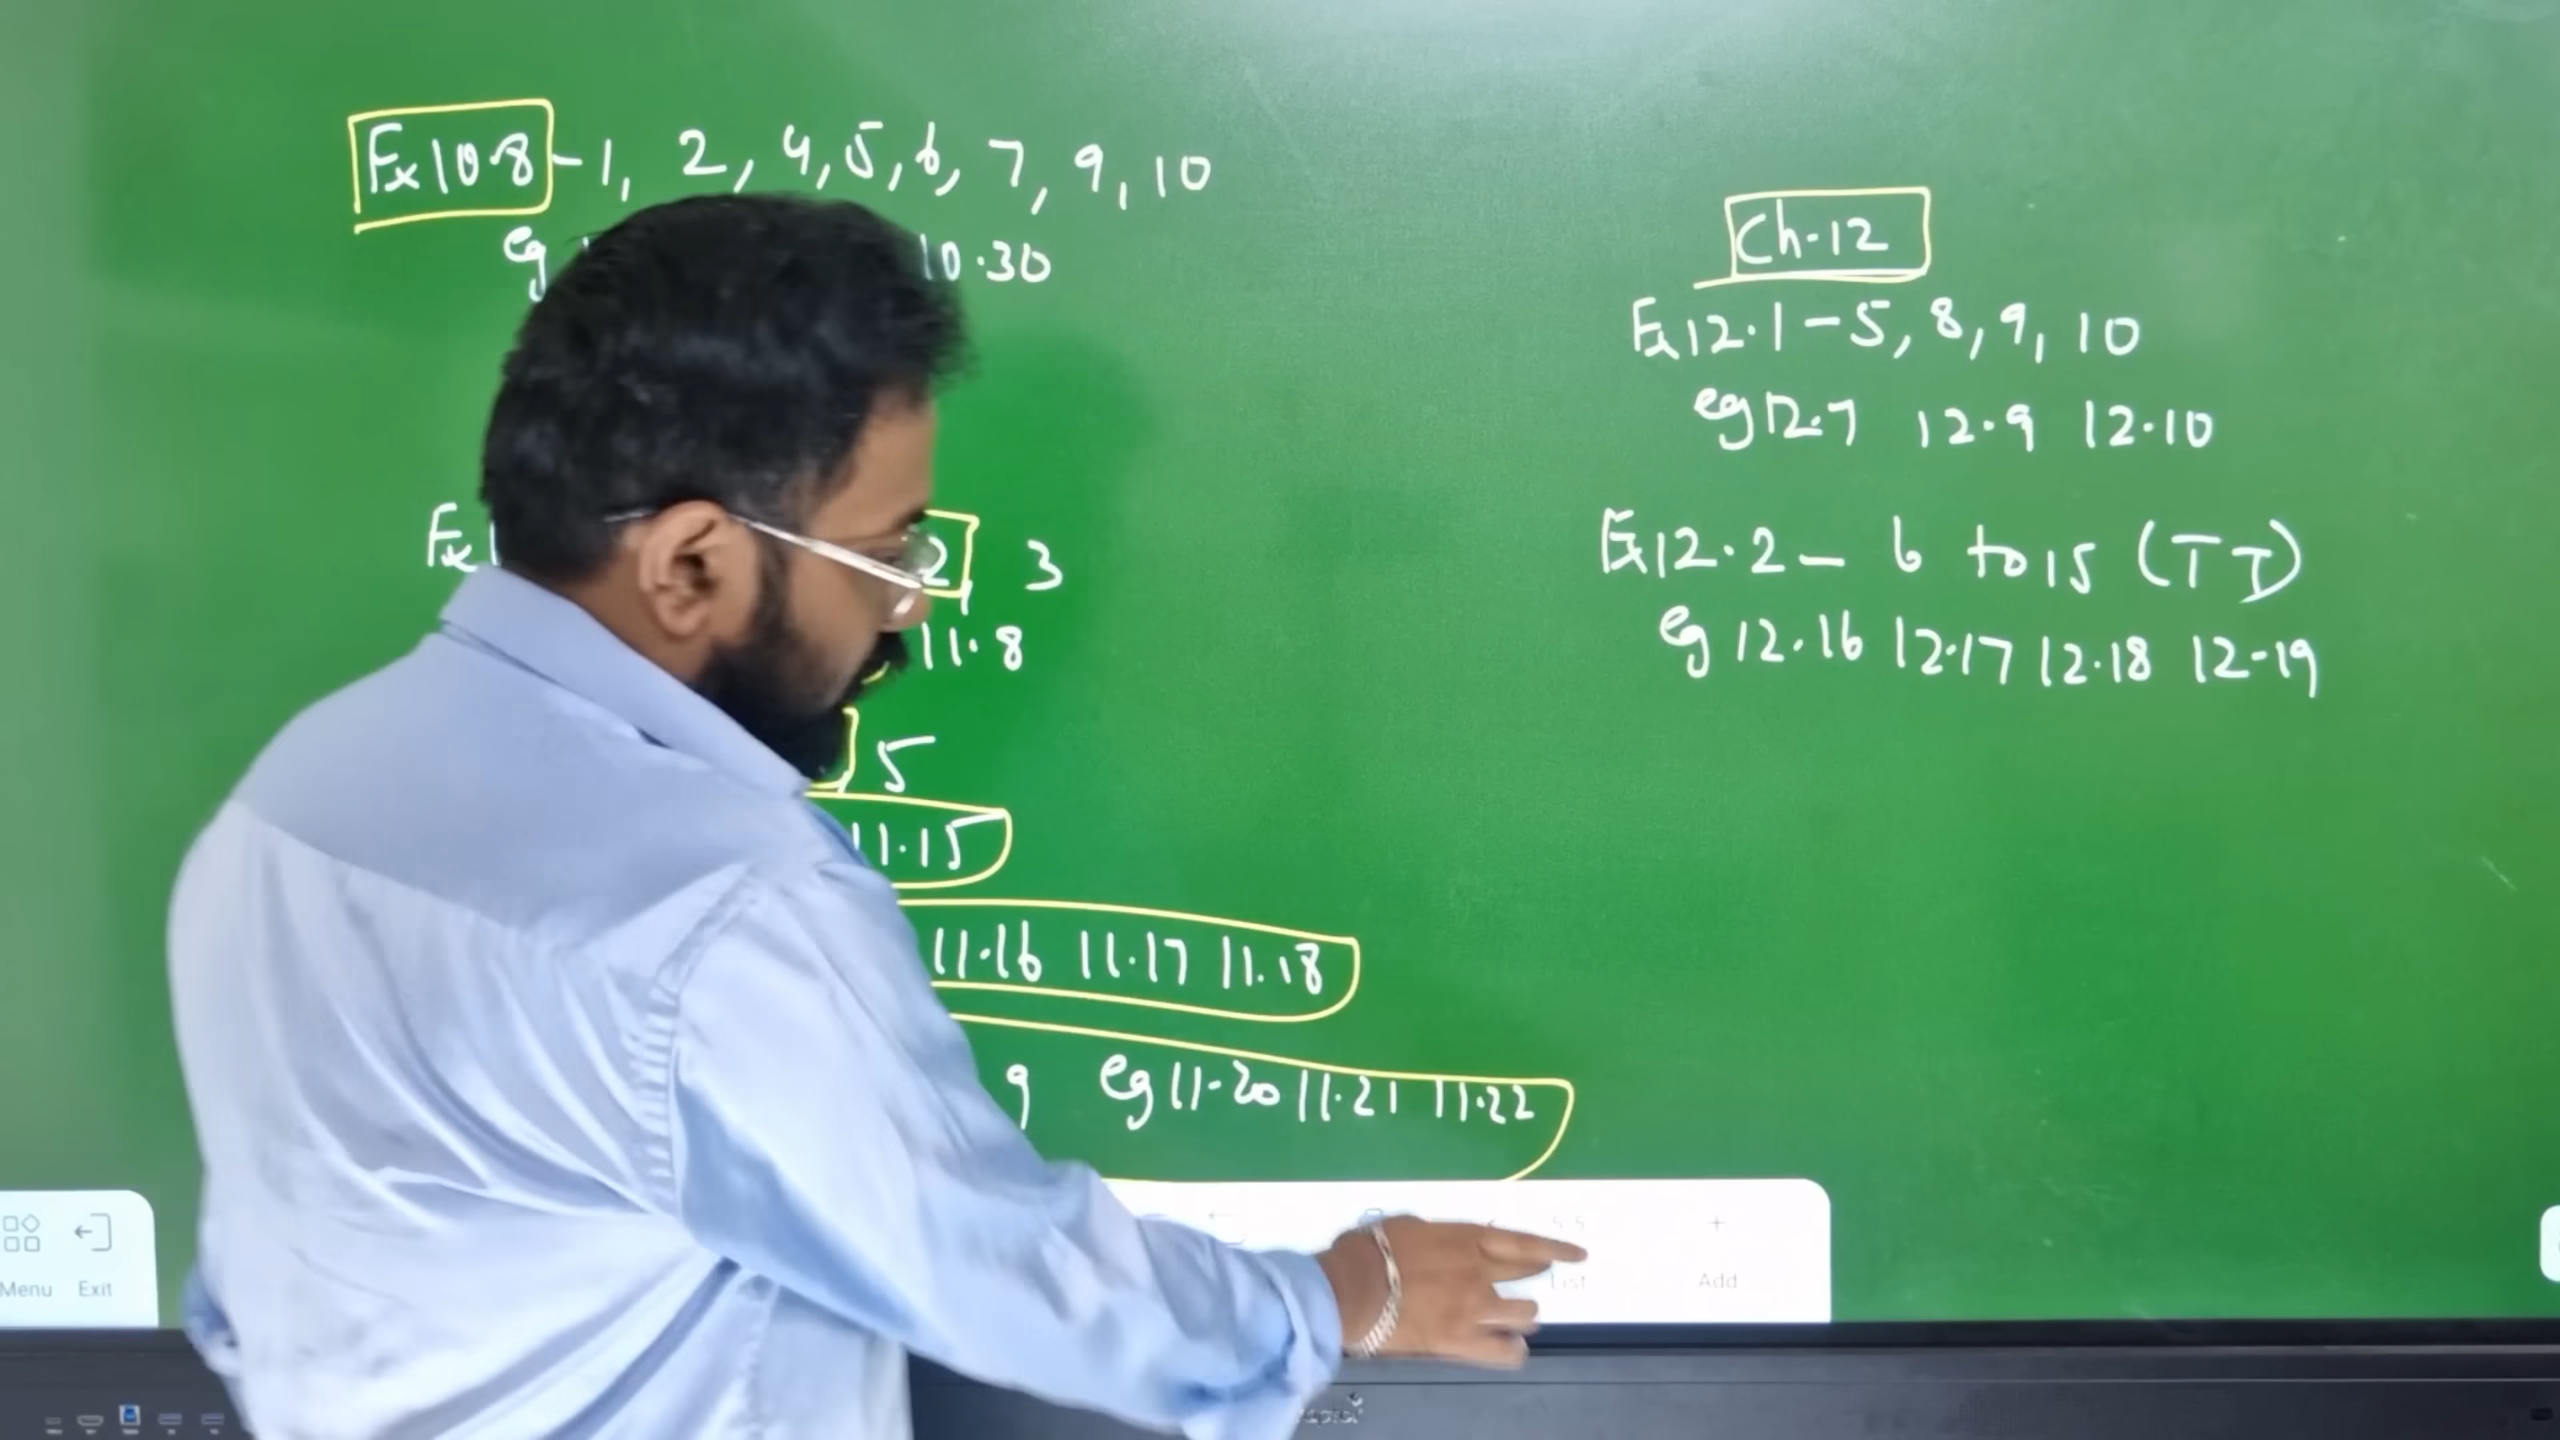 Ex 10.8 - 1, 2, 4, 5, 6, 7, 9, 10
eg 10.30
Ex 2, 3
11.8
5
11.15
11.16 11.17 11.18
9 eg 11.20 11.21 11.22
Ch-12
Ex 12.1 - 5, 8, 9, 10
eg 12.7 12.9 12.10
Ex 12.2 - 6 to 15 (TT)
eg 12.16 12.17 12.18 12.19
Menu Exit
List Add